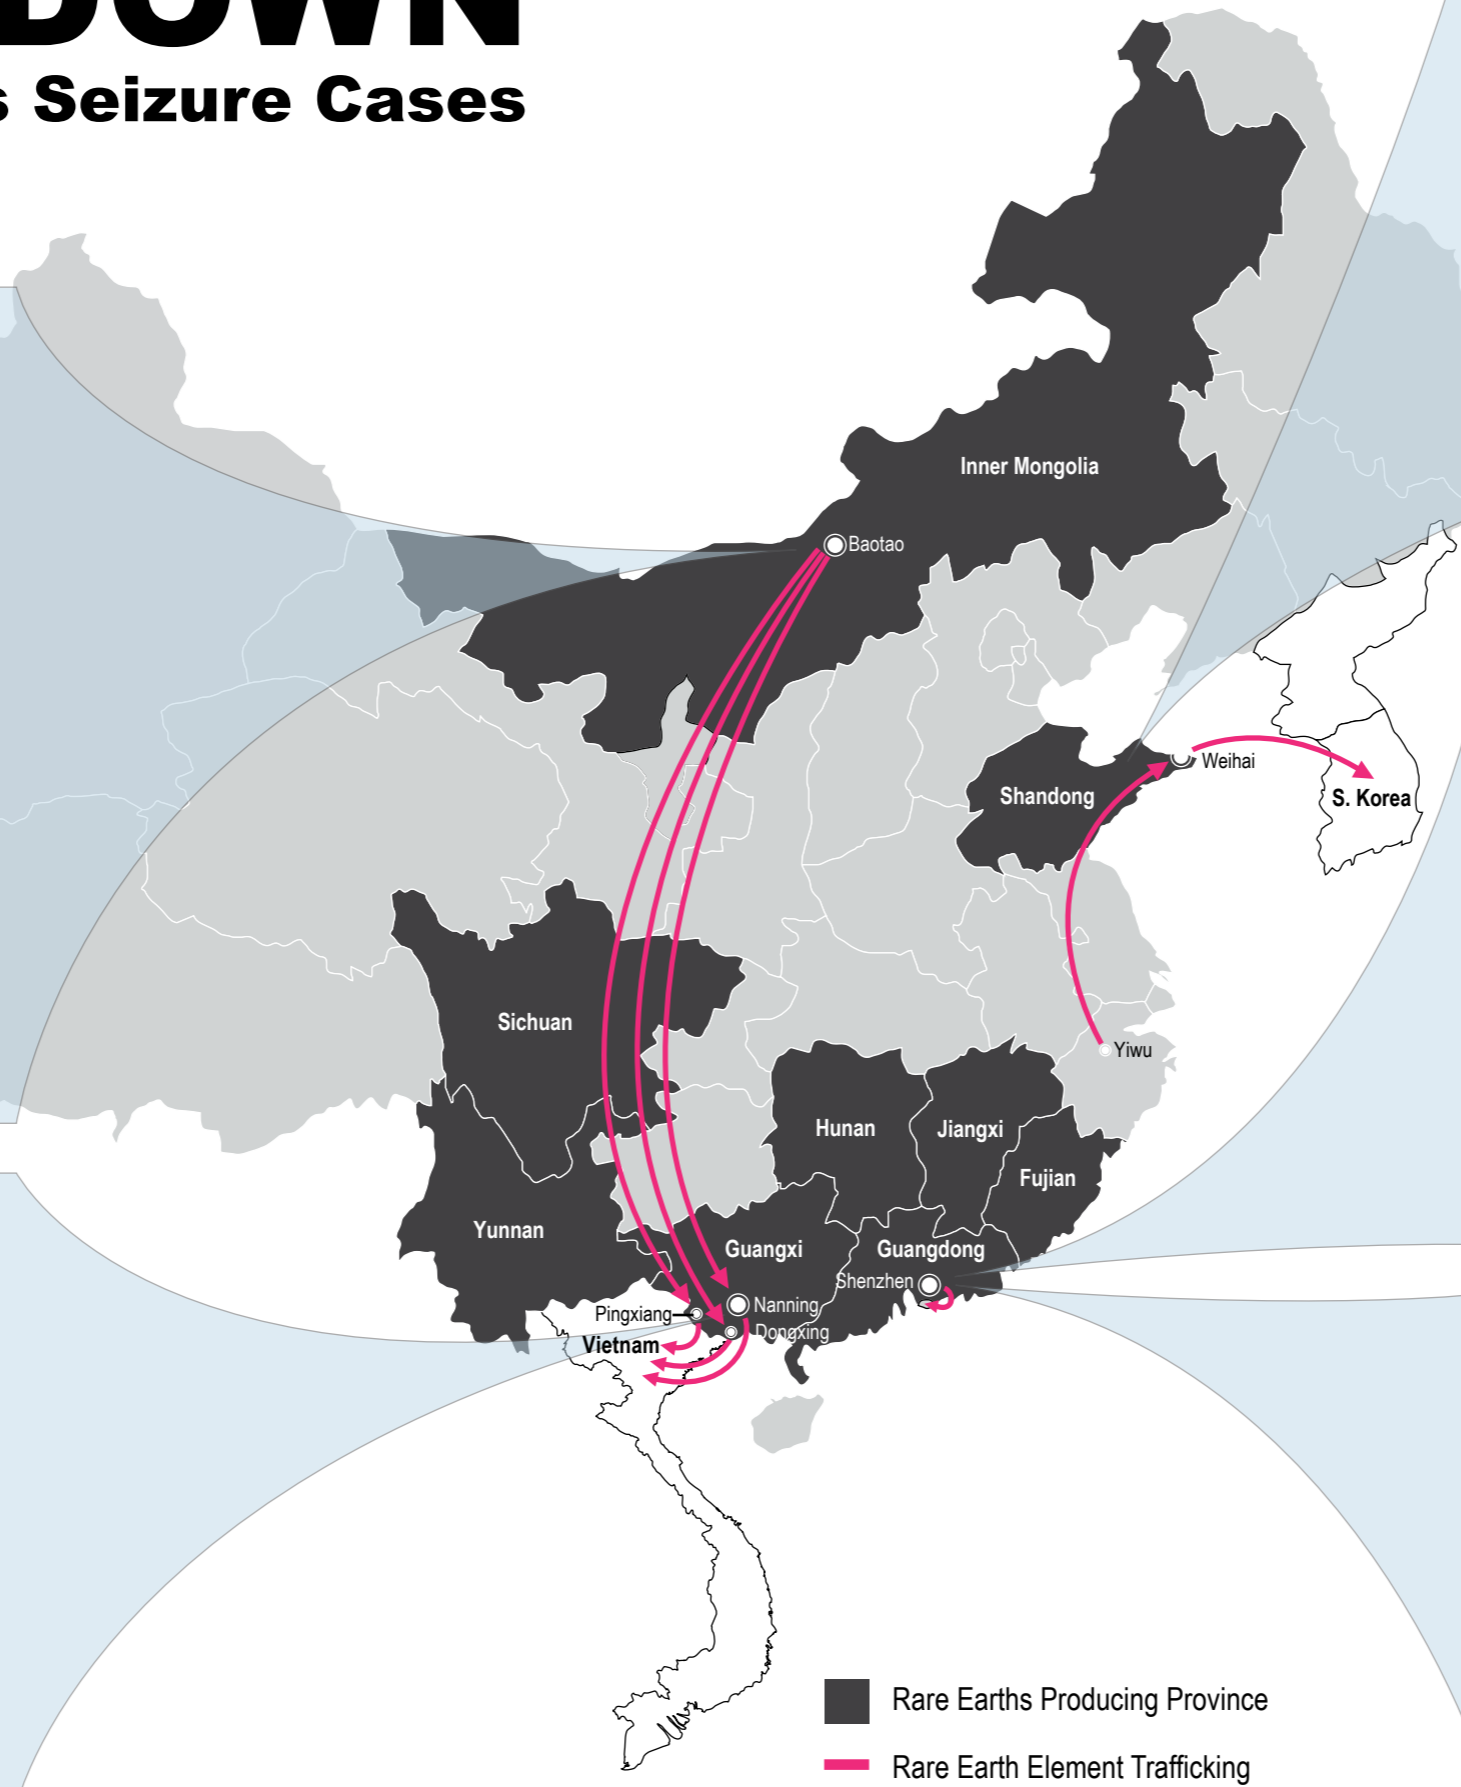 DOWN
s Seizure Cases
Inner Mongolia
Baotao
Weihai
Shandong
S. Korea
Sichuan
Yiwu
Hunan
Jiangxi
Fujian
Yunnan
Guangxi
Guangdong
Shenzhen
Nanning
Pingxiang
Dongxing
Vietnam
Rare Earths Producing Province
Rare Earth Element Trafficking